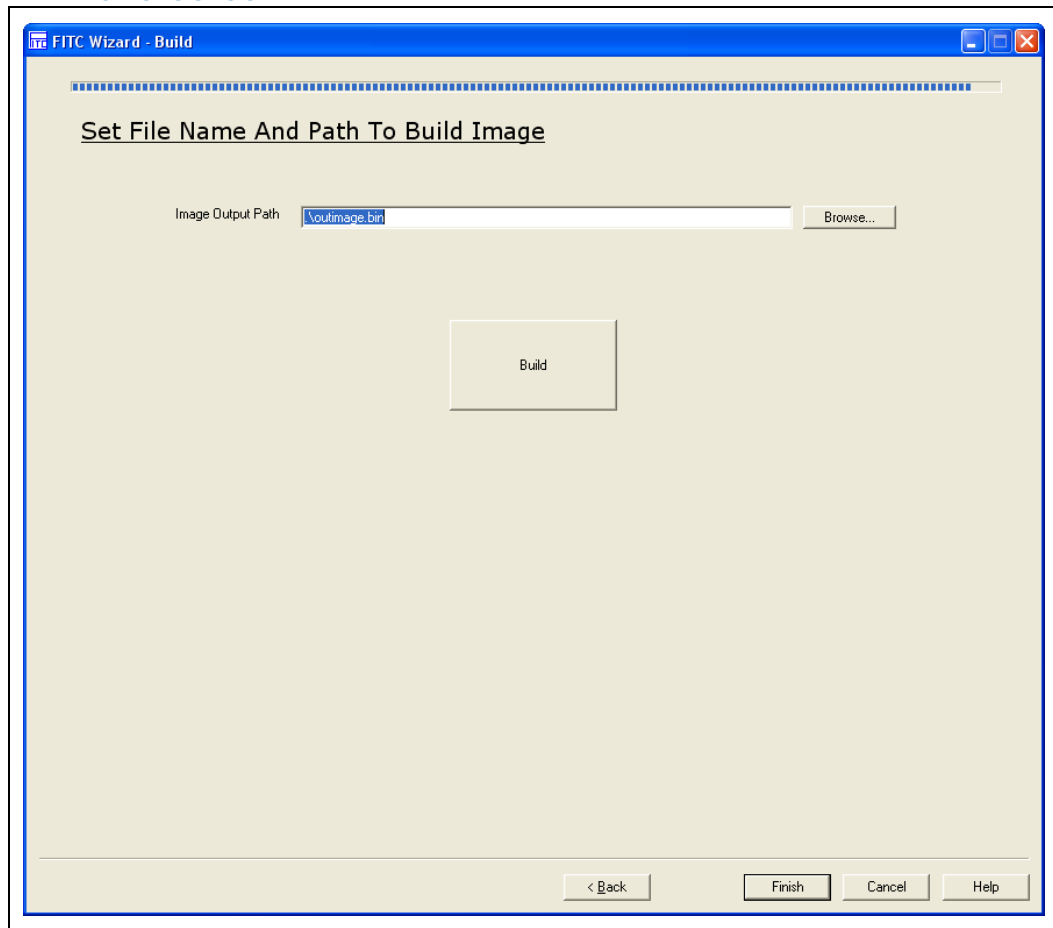 FITC Wizard - Build
Set File Name And Path To Build Image
Image Output Path .\outimage.bin Browse...
Build
< Back Finish Cancel Help